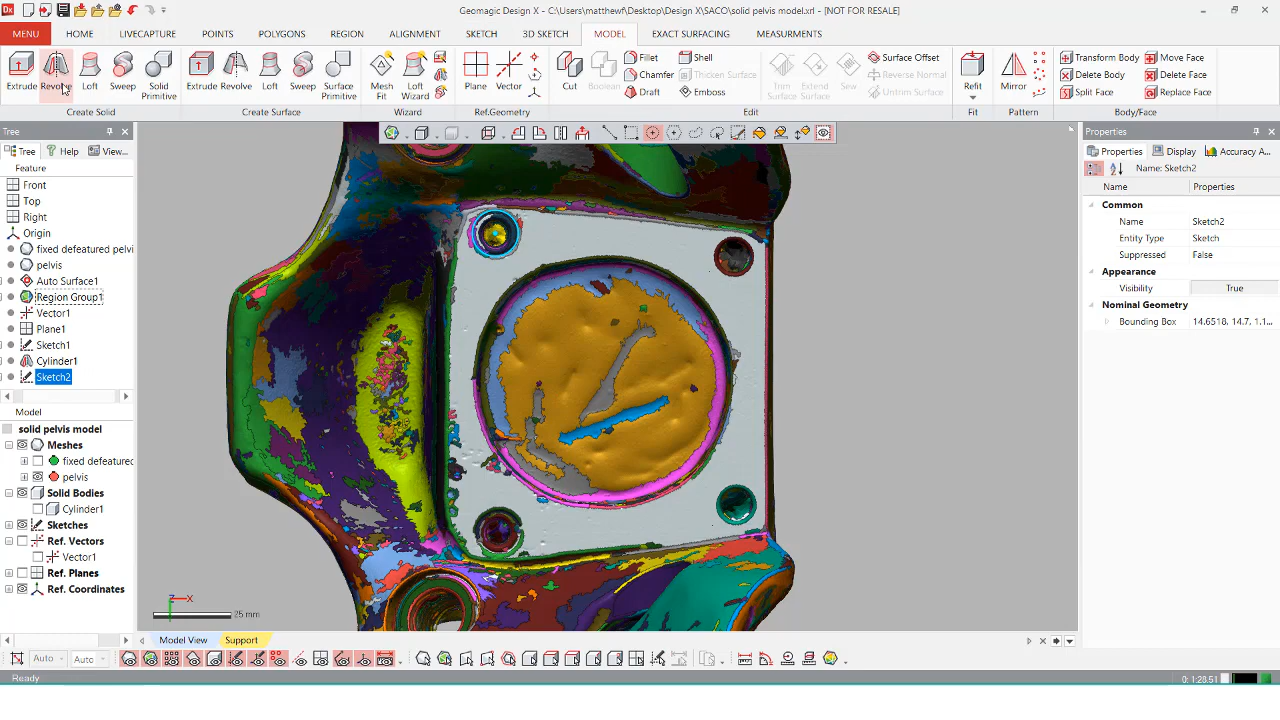 Geomagic Design X - C:\Users\matthewf\Desktop\Design X\SACO\solid pelvis model.xrl - [NOT FOR RESALE]
MENU HOME LIVECAPTURE POINTS POLYGONS REGION ALIGNMENT SKETCH 3D SKETCH MODEL EXACT SURFACING MEASURMENTS
Extrude Revolve Loft Sweep Solid Primitive Extrude Revolve Loft Sweep Surface Primitive Mesh Fit Loft Wizard Plane Vector Cut Boolean Fillet Shell Trim Surface Extend Surface Sew Surface Offset Refit Mirror Transform Body Move Face
Chamfer Thicken Surface Reverse Normal Delete Body Delete Face
Draft Emboss Untrim Surface Split Face Replace Face
Create Solid Create Surface Wizard Ref.Geometry Edit Fit Pattern Body/Face
Tree
Tree Help View...
Feature
Front
Top
Right
Origin
fixed defeatured pelvi
pelvis
Auto Surface1
Region Group1
Vector1
Plane1
Sketch1
Cylinder1
Sketch2
Model
solid pelvis model
Meshes
fixed defeatured
pelvis
Solid Bodies
Cylinder1
Sketches
Ref. Vectors
Vector1
Ref. Planes
Ref. Coordinates
Z X
25 mm
Model View Support
Properties
Properties Display Accuracy A...
Name: Sketch2
Name Properties
Common
Name Sketch2
Entity Type Sketch
Suppressed False
Appearance
Visibility True
Nominal Geometry
Bounding Box 14.6518, 14.7, 1.1...
Auto Auto
Ready
0: 1:28.51